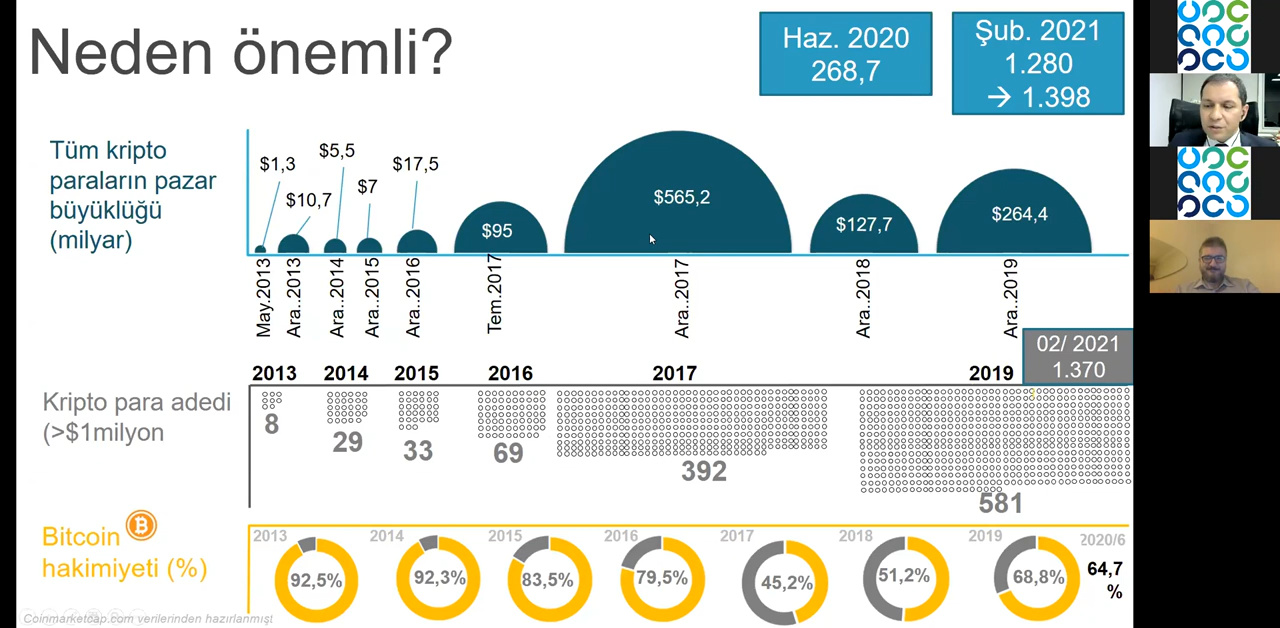 Neden önemli?
Haz. 2020
268,7
Şub. 2021
1.280
→ 1.398
Tüm kripto
paraların pazar
büyüklüğü
(milyar)
$1,3
$10,7
$5,5
$7
$17,5
$95
$565,2
$127,7
$264,4
May.2013
Ara..2013
Ara..2014
Ara..2015
Ara..2016
Tem.2017
Ara..2017
Ara..2018
Ara..2019
02/ 2021
1.370
2013 2014 2015 2016 2017 2019
Kripto para adedi
(>$1milyon
8
29
33
69
392
581
Bitcoin
hakimiyeti (%)
2013 2014 2015 2016 2017 2018 2019 2020/6
92,5% 92,3% 83,5% 79,5% 45,2% 51,2% 68,8% 64,7
%
Coinmarketcap.com verilerinden hazırlanmışt